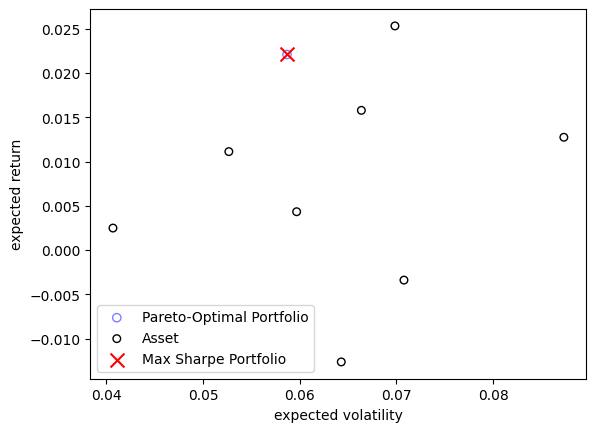 0.025
0.020
0.015
0.010
0.005
0.000
−0.005
−0.010
expected return
Pareto-Optimal Portfolio
Asset
Max Sharpe Portfolio
0.04 0.05 0.06 0.07 0.08
expected volatility